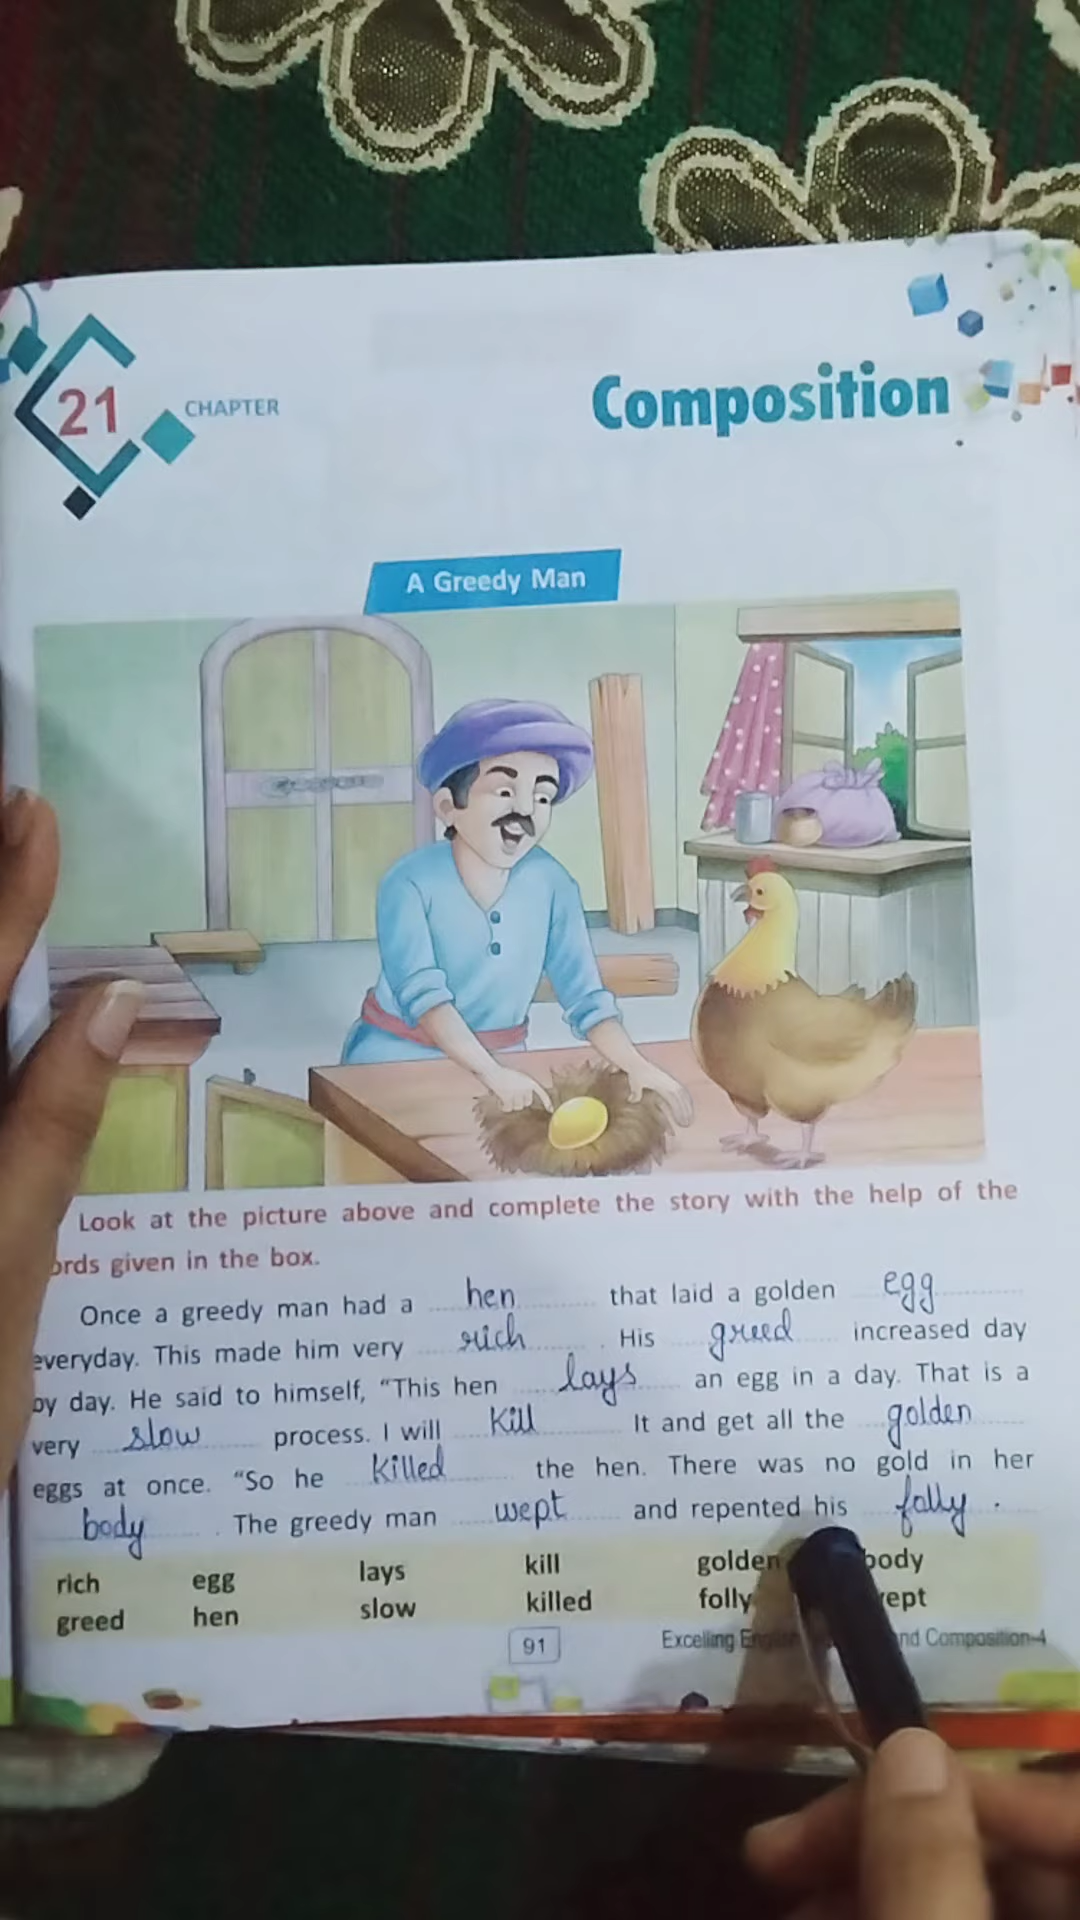 21
CHAPTER
Composition
A Greedy Man
Look at the picture above and complete the story with the help of the
ords given in the box.
Once a greedy man had a hen that laid a golden egg
everyday. This made him very rich . His greed increased day
by day. He said to himself, "This hen lays an egg in a day. That is a
very slow process. I will Kill It and get all the golden
eggs at once. "So he Killed the hen. There was no gold in her
body . The greedy man wept and repented his folly .
rich egg lays kill golden body
greed hen slow killed folly ept
91
Excelling Engl nd Composition-4